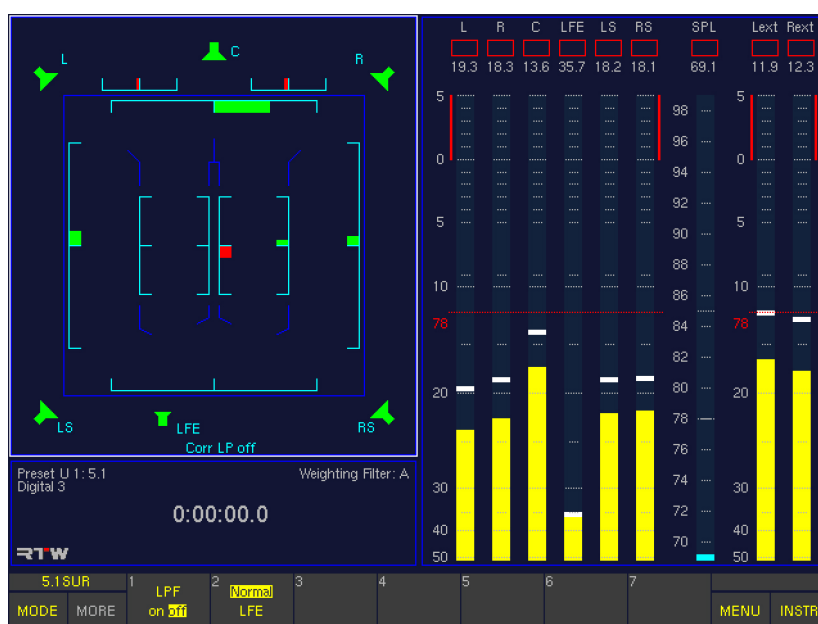 L R C LFE LS RS SPL Lext Rext
19.3 18.3 13.6 35.7 18.2 18.1 69.1 11.9 12.3
L C R
LS LFE RS
Corr LP off
5 98 5
96
0 94 0
92
5 90 5
88
10 86 10
78 84 78
82
20 80 20
78
76
30 74 30
72
40 70 40
50 50
Preset U 1: 5.1 Weighting Filter: A
Digital 3
0:00:00.0
RTW
5.1SUR 1 LPF 2 Normal 3 4 5 6 7
MODE MORE on off LFE MENU INSTR